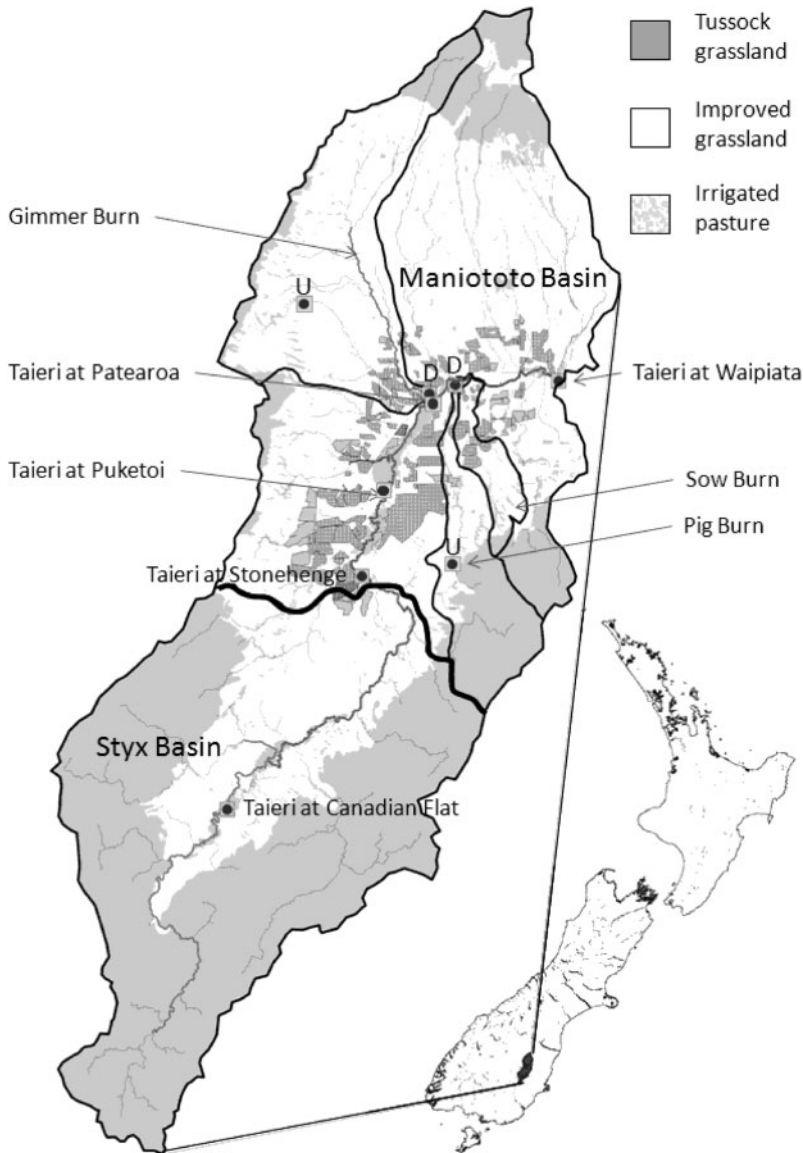 Tussock
grassland
Improved
grassland
Irrigated
pasture
Gimmer Burn
Maniototo Basin
U
Taieri at Patearoa
D
D
Taieri at Waipiata
Taieri at Puketoi
Sow Burn
Pig Burn
U
Taieri at Stonehenge
Styx Basin
Taieri at Canadian Flat